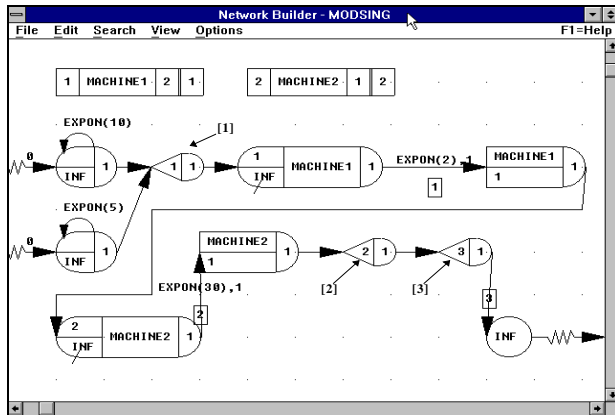 Network Builder - MODSING
File Edit Search View Options F1=Help
1 MACHINE1 2 1
2 MACHINE2 1 2
EXPON(10)
[1]
0
INF 1
1 1
1
INF MACHINE1 1
EXPON(2),1
1
MACHINE1
1 1
EXPON(5)
0
INF 1
MACHINE2
1 1
2 1
3 1
EXPON(30),1
[2]
[3]
2
3
2
INF MACHINE2 1
INF